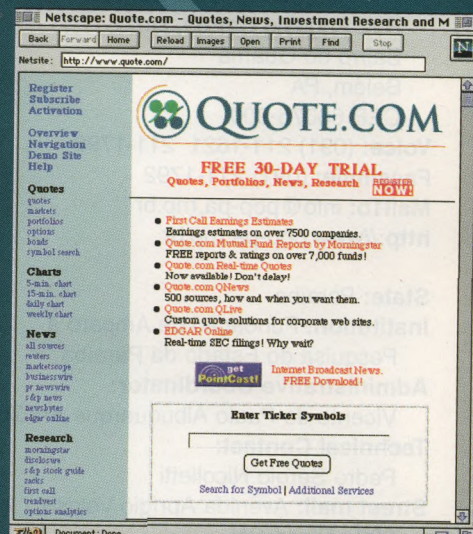 Netscape: Quote.com - Quotes, News, Investment Research and M
Back Forward Home Reload Images Open Print Find Stop
N
Netsite: http://www.quote.com/
Register
Subscribe
Activation
Overview
Navigation
Demo Site
Help
Quotes
quotes
markets
portfolios
options
bonds
symbol search
Charts
5-min. chart
15-min. chart
daily chart
weekly chart
News
all sources
reuters
marketscope
businesswire
pr newswire
s&p news
newsbytes
edgar online
Research
morningstar
disclosure
s&p stock guide
zacks
first call
trendvest
options analytics
QUOTE.COM
FREE 30-DAY TRIAL
Quotes, Portfolios, News, Research
REGISTER
NOW!
First Call Earnings Estimates
Earnings estimates on over 7500 companies.
Quote.com Mutual Fund Reports by Morningstar
FREE reports & ratings on over 7,000 funds!
Quote.com Real-time Quotes
Now available! Don't delay!
Quote.com QNews
500 sources, how and when you want them.
Quote.com QLive
Custom quote solutions for corporate web sites.
EDGAR Online
Real-time SEC filings! Why wait?
get
PointCast!
Internet Broadcast News.
FREE Download!
Enter Ticker Symbols
Get Free Quotes
Search for Symbol | Additional Services
Document: Done